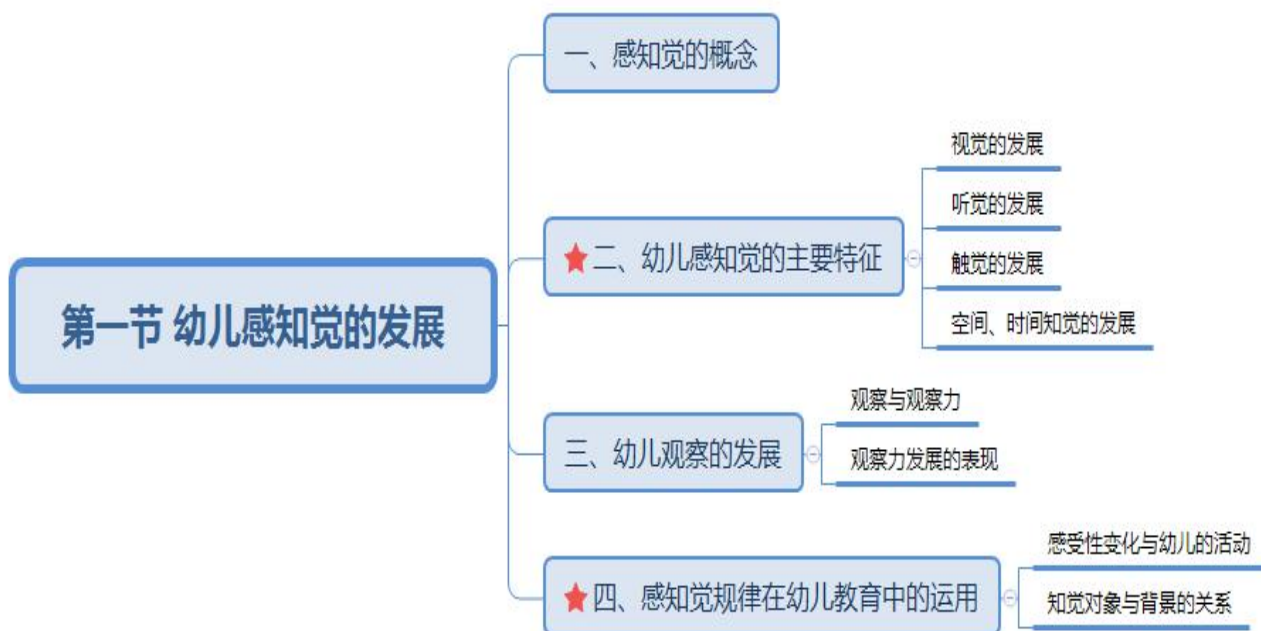 第一节 幼儿感知觉的发展
一、感知觉的概念
二、幼儿感知觉的主要特征
视觉的发展
听觉的发展
触觉的发展
空间、时间知觉的发展
三、幼儿观察的发展
观察与观察力
观察力发展的表现
四、感知觉规律在幼儿教育中的运用
感受性变化与幼儿的活动
知觉对象与背景的关系